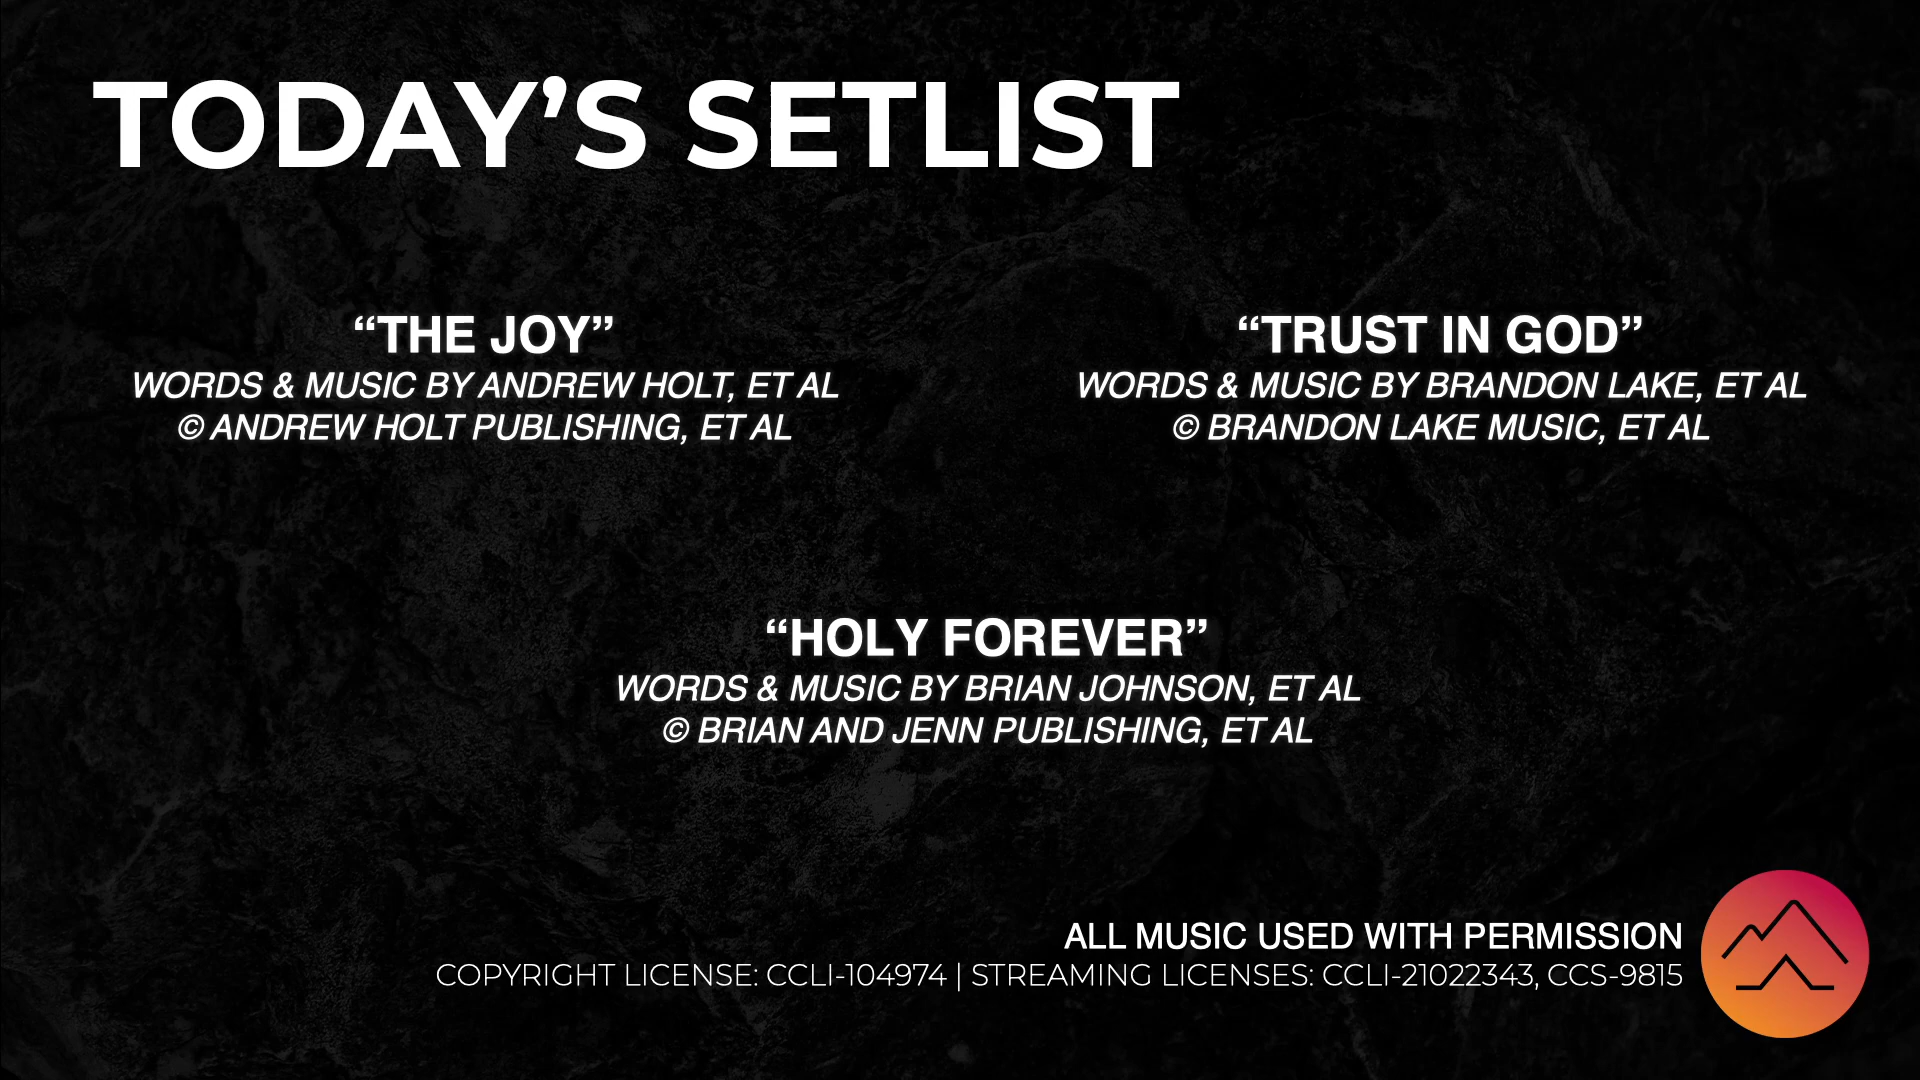 TODAY’S SETLIST
“THE JOY”
WORDS & MUSIC BY ANDREW HOLT, ET AL
© ANDREW HOLT PUBLISHING, ET AL
“TRUST IN GOD”
WORDS & MUSIC BY BRANDON LAKE, ET AL
© BRANDON LAKE MUSIC, ET AL
“HOLY FOREVER”
WORDS & MUSIC BY BRIAN JOHNSON, ET AL
© BRIAN AND JENN PUBLISHING, ET AL
ALL MUSIC USED WITH PERMISSION
COPYRIGHT LICENSE: CCLI-104974 | STREAMING LICENSES: CCLI-21022343, CCS-9815